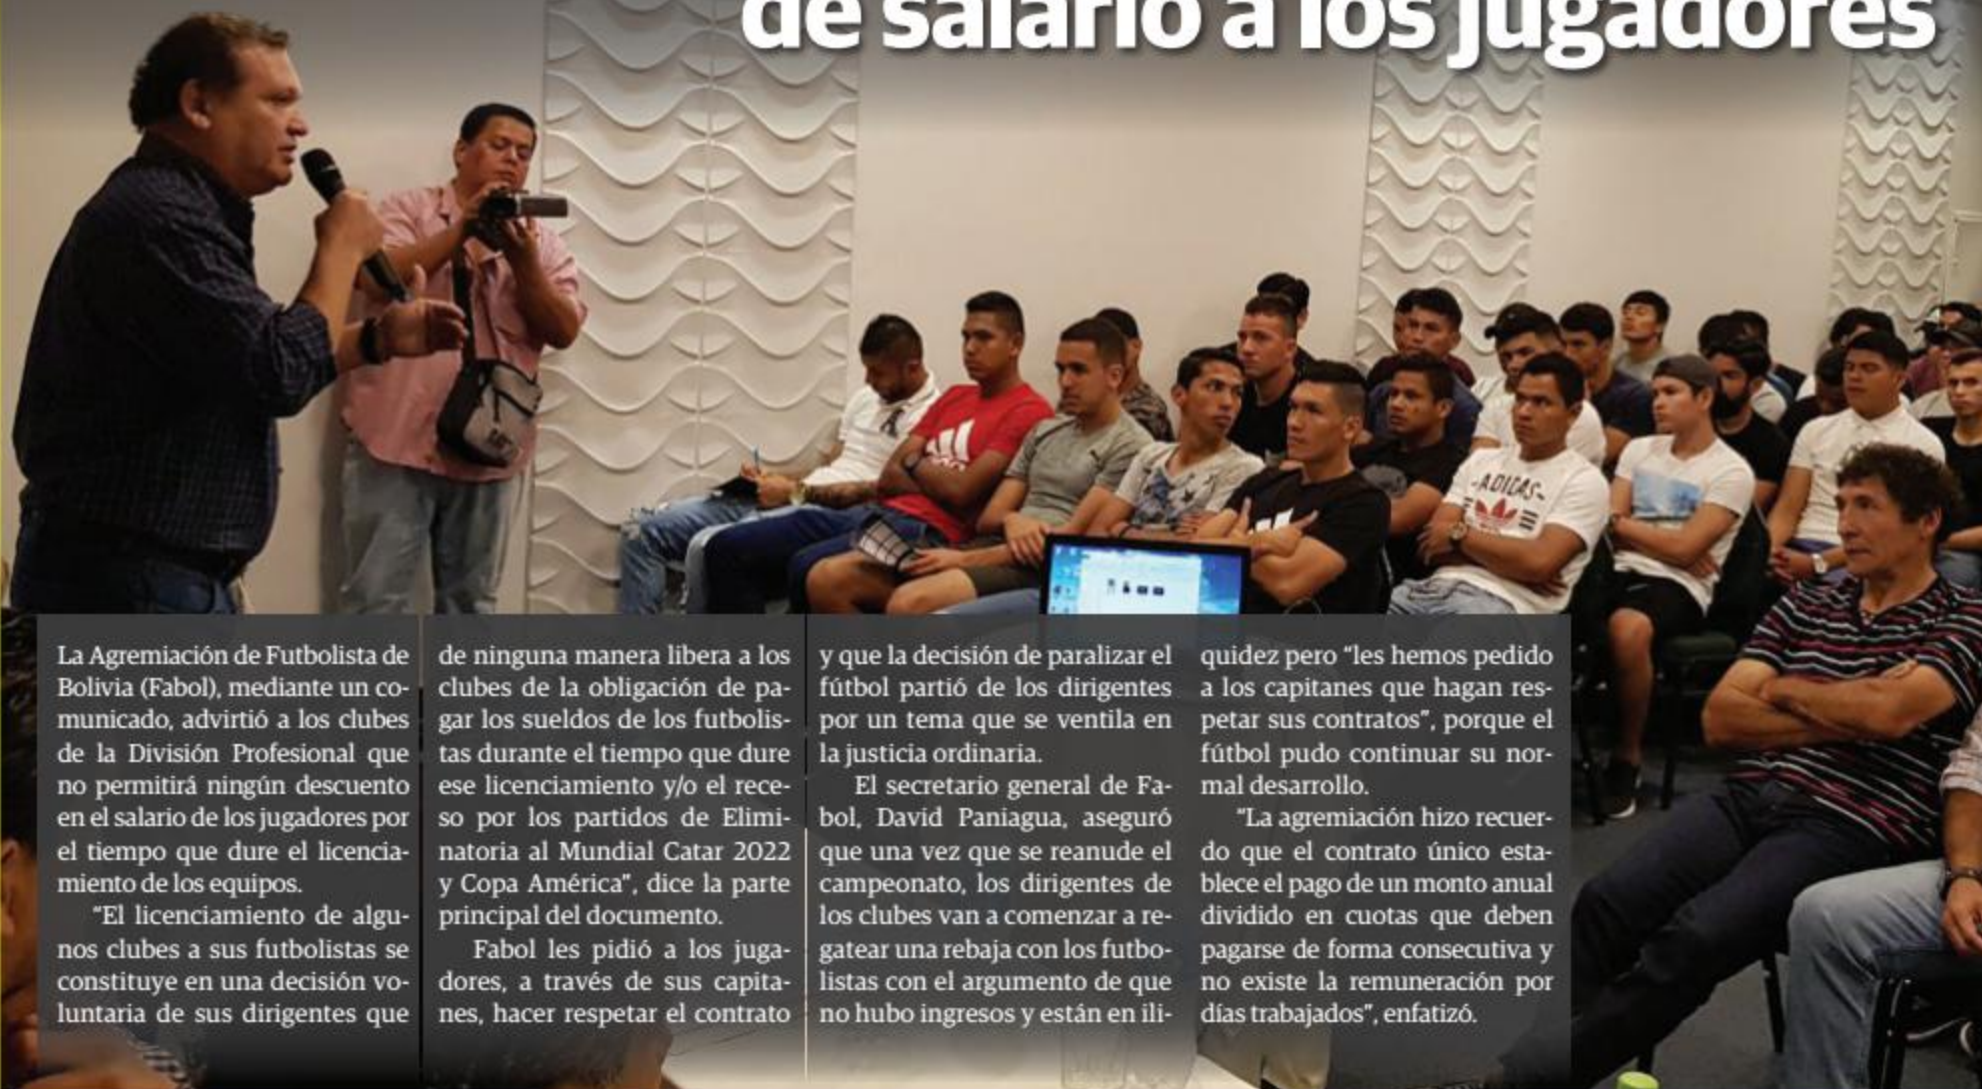 de salario a los jugadores
La Agremiación de Futbolista de
Bolivia (Fabol), mediante un co-
municado, advirtió a los clubes
de la División Profesional que
no permitirá ningún descuento
en el salario de los jugadores por
el tiempo que dure el licencia-
miento de los equipos.
"El licenciamiento de algu-
nos clubes a sus futbolistas se
constituye en una decisión vo-
luntaria de sus dirigentes que
de ninguna manera libera a los
clubes de la obligación de pa-
gar los sueldos de los futbolis-
tas durante el tiempo que dure
ese licenciamiento y/o el rece-
so por los partidos de Elimi-
natoria al Mundial Catar 2022
y Copa América", dice la parte
principal del documento.
Fabol les pidió a los juga-
dores, a través de sus capita-
nes, hacer respetar el contrato
y que la decisión de paralizar el
fútbol partió de los dirigentes
por un tema que se ventila en
la justicia ordinaria.
El secretario general de Fa-
bol, David Paniagua, aseguró
que una vez que se reanude el
campeonato, los dirigentes de
los clubes van a comenzar a re-
gatear una rebaja con los futbo-
listas con el argumento de que
no hubo ingresos y están en ili-
quidez pero "les hemos pedido
a los capitanes que hagan res-
petar sus contratos", porque el
fútbol pudo continuar su nor-
mal desarrollo.
"La agremiación hizo recuer-
do que el contrato único esta-
blece el pago de un monto anual
dividido en cuotas que deben
pagarse de forma consecutiva y
no existe la remuneración por
días trabajados", enfatizó.
ADIDAS